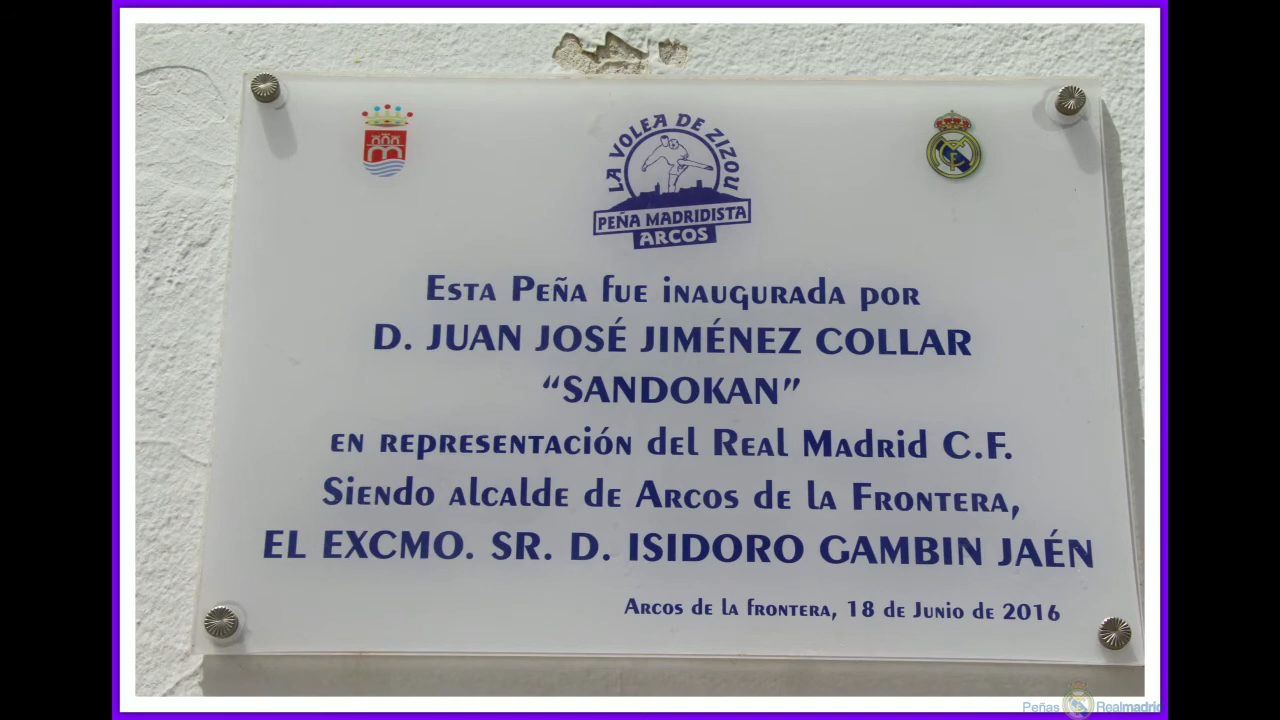 LA VOLEA DE ZIZOU
PEÑA MADRIDISTA
ARCOS
Esta Peña fue inaugurada por
D. JUAN JOSÉ JIMÉNEZ COLLAR
“SANDOKAN”
en representación del Real Madrid C.F.
Siendo alcalde de Arcos de la Frontera,
EL EXCMO. SR. D. ISIDORO GAMBIN JAÉN
Arcos de la frontera, 18 de Junio de 2016
Peñas Realmadrid